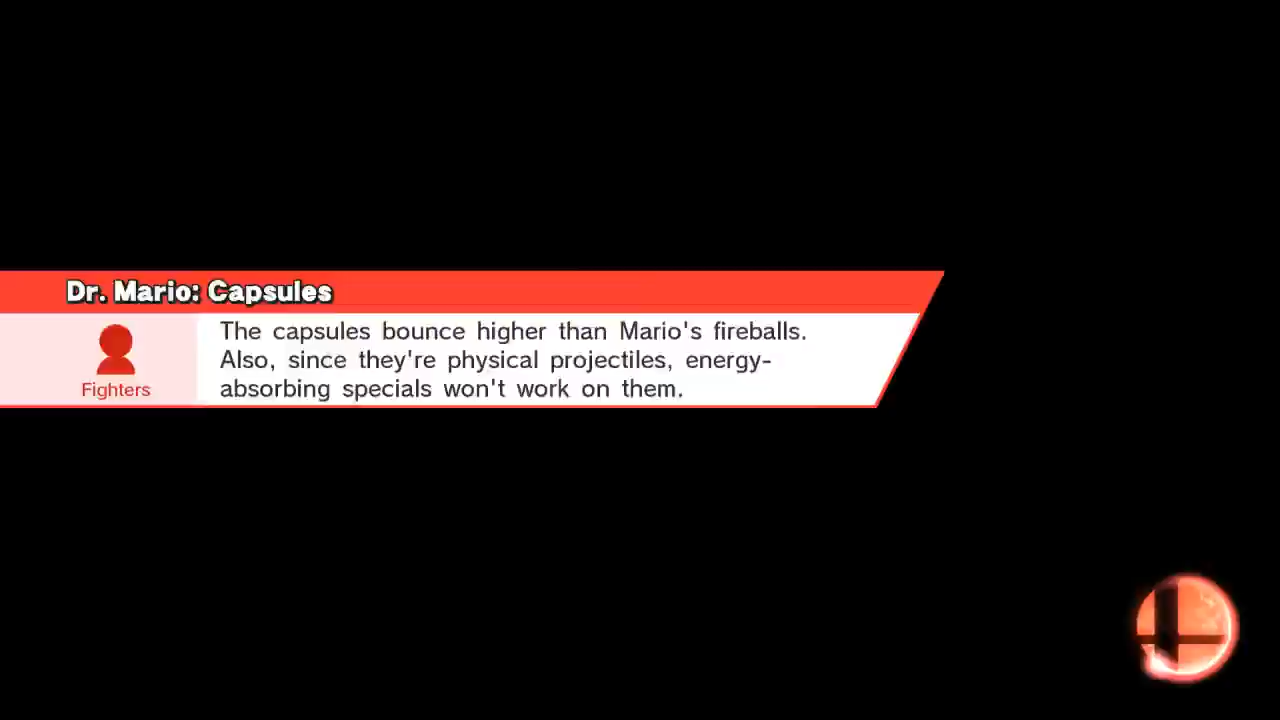 Dr. Mario: Capsules
The capsules bounce higher than Mario's fireballs.
Also, since they're physical projectiles, energy-
absorbing specials won't work on them.
Fighters